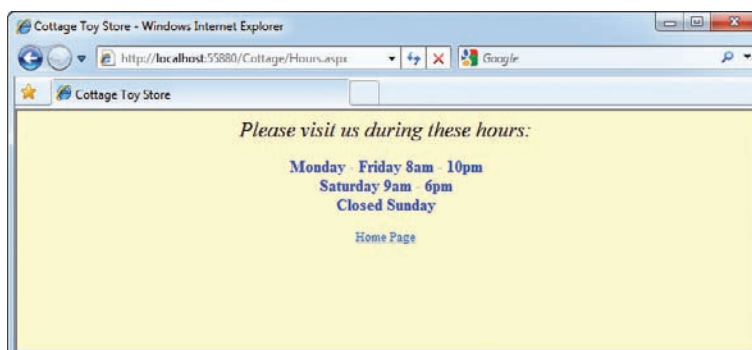 Cottage Toy Store - Windows Internet Explorer
http://localhost:55880/Cottage/Hours.aspx
Google
Cottage Toy Store
Please visit us during these hours:
Monday - Friday 8am - 10pm
Saturday 9am - 6pm
Closed Sunday
Home Page